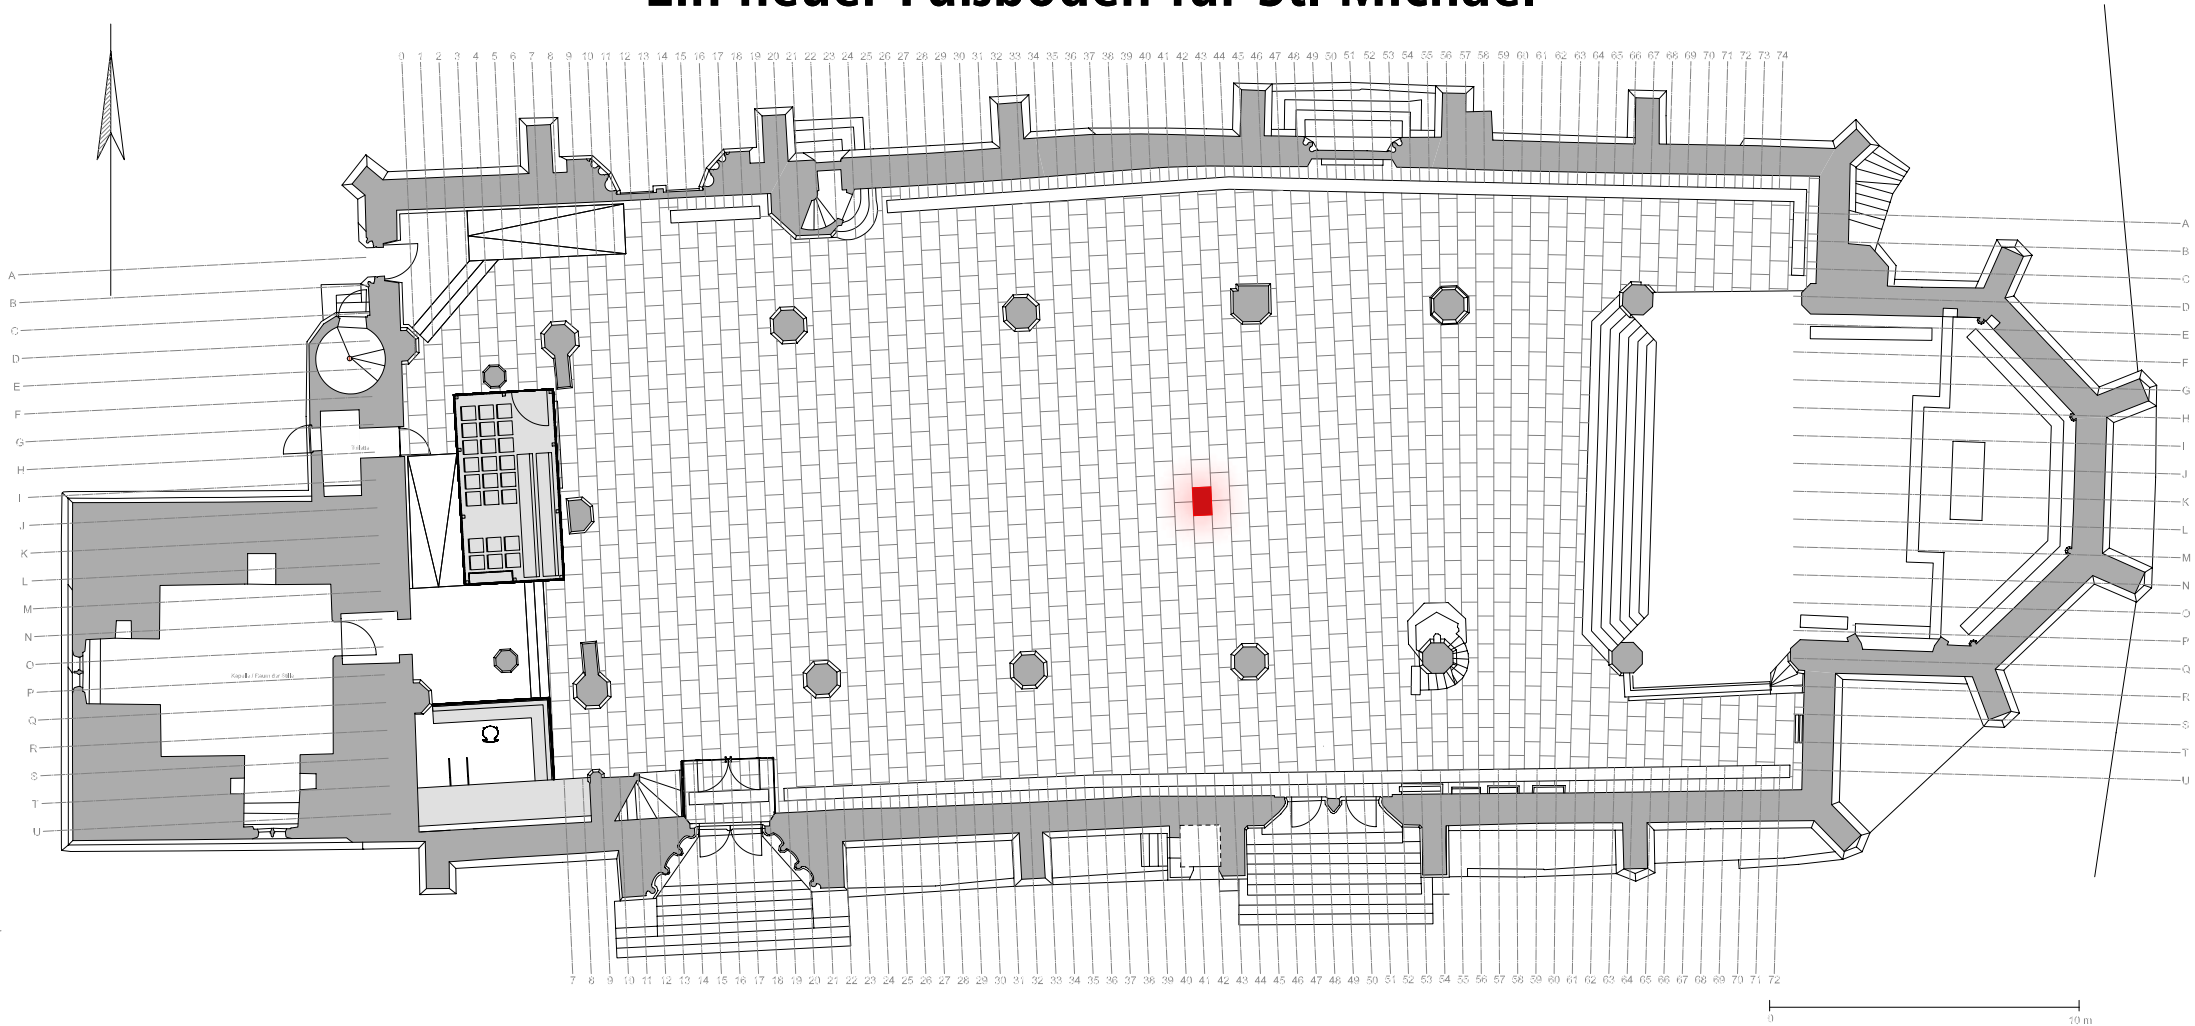 Ein neuer Fußboden für St. Michael
0 1 2 3 4 5 6 7 8 9 10 11 12 13 14 15 16 17 18 19 20 21 22 23 24 25 26 27 28 29 30 31 32 33 34 35 36 37 38 39 40 41 42 43 44 45 46 47 48 49 50 51 52 53 54 55 56 57 58 59 60 61 62 63 64 65 66 67 68 69 70 71 72 73 74
A
B
C
D
E
F
G
H
I
J
K
L
M
N
O
P
Q
R
S
T
U
A
B
C
D
E
F
G
H
I
J
K
L
M
N
O
P
Q
R
S
T
U
7 8 9 10 11 12 13 14 15 16 17 18 19 20 21 22 23 24 25 26 27 28 29 30 31 32 33 34 35 36 37 38 39 40 41 42 43 44 45 46 47 48 49 50 51 52 53 54 55 56 57 58 59 60 61 62 63 64 65 66 67 68 69 70 71 72
0 10 m